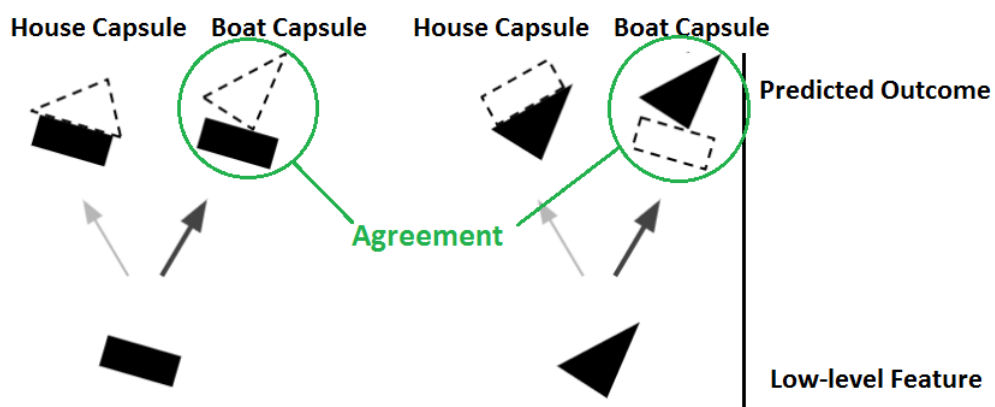 House Capsule
Boat Capsule
House Capsule
Boat Capsule
Predicted Outcome
Agreement
Low-level Feature